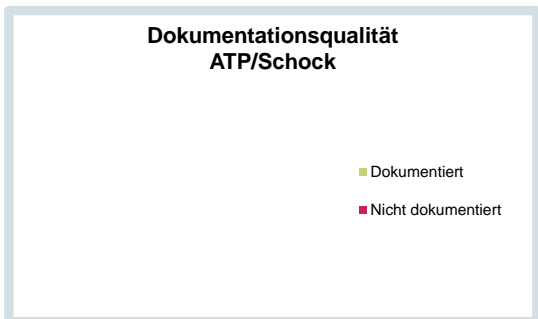 Dokumentationsqualität
ATP/Schock
Dokumentiert
Nicht dokumentiert